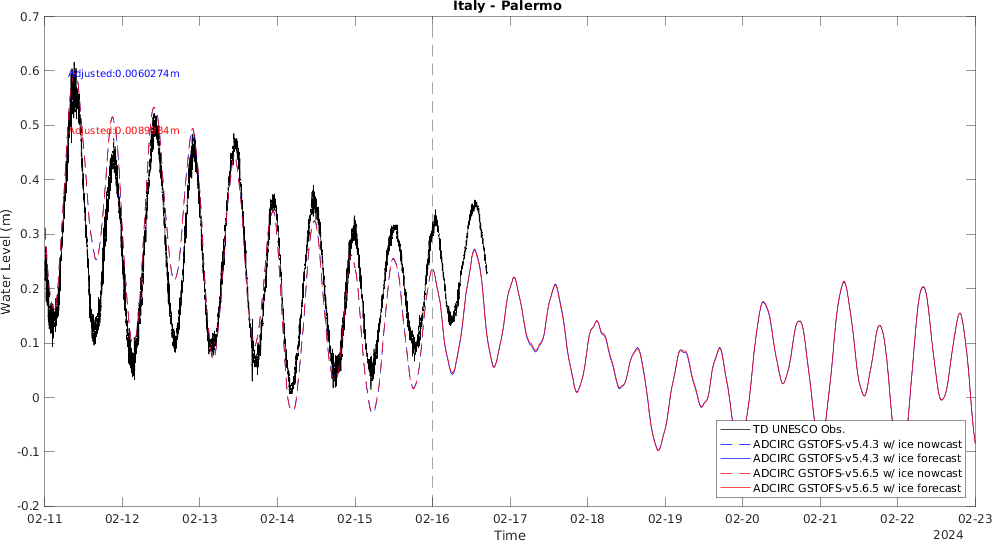 Italy - Palermo
0.7
0.6
0.5
0.4
0.3
0.2
0.1
0
-0.1
-0.2
Water Level (m)
Adjusted:0.0060274m
TD UNESCO Obs.
ADCIRC GSTOFS-v5.4.3 w/ ice nowcast
ADCIRC GSTOFS-v5.4.3 w/ ice forecast
ADCIRC GSTOFS-v5.6.5 w/ ice nowcast
ADCIRC GSTOFS-v5.6.5 w/ ice forecast
02-11 02-12 02-13 02-14 02-15 02-16 02-17 02-18 02-19 02-20 02-21 02-22 02-23
Time
2024